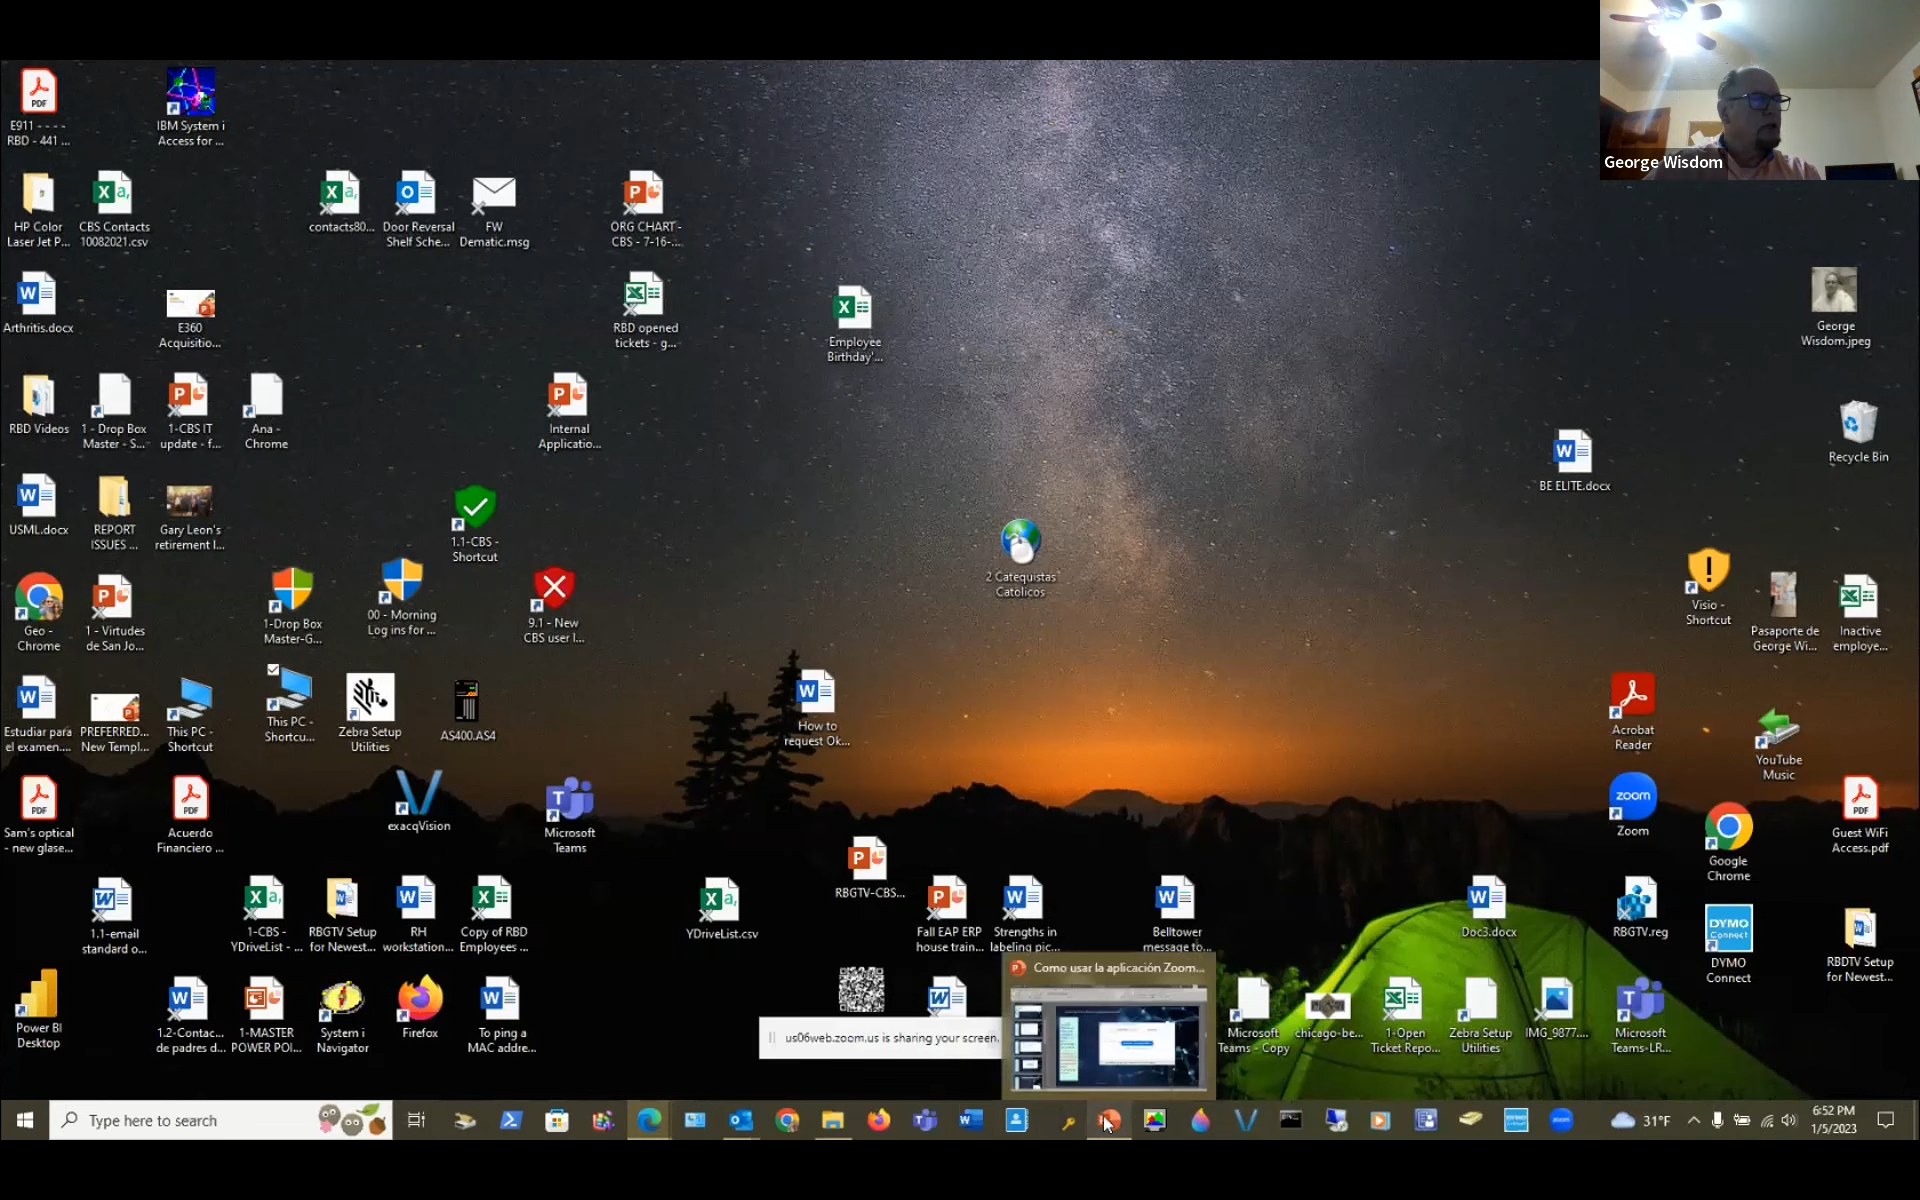 George Wisdom
E911 - - - -
RBD - 441 ...
IBM System i
Access for ...
HP Color
Laser Jet P...
CBS Contacts
10082021.csv
contacts80...
Door Reversal
Shelf Sche...
FW
Dematic.msg
ORG CHART -
CBS - 7-16-...
Arthritis.docx
E360
Acquisitio...
RBD opened
tickets - g...
Employee
Birthday'...
George
Wisdom.jpeg
RBD Videos
1 - Drop Box
Master - S...
1-CBS IT
update - f...
Ana -
Chrome
Internal
Applicatio...
Recycle Bin
BE ELITE.docx
USML.docx
REPORT
ISSUES ...
Gary Leon's
retirement l...
1.1-CBS -
Shortcut
2 Catequistas
Católicos
Geo -
Chrome
1 - Virtudes
de San Jo...
1-Drop Box
Master-G...
00 - Morning
Log ins for ...
9.1 - New
CBS user l...
Visio -
Shortcut
Pasaporte de
George Wi...
Inactive
employe...
Estudiar para
el examen....
PREFERRED...
New Templ...
This PC -
Shortcut
This PC -
Shortcu...
Zebra Setup
Utilities
AS400.AS4
How to
request Ok...
Acrobat
Reader
YouTube
Music
Sam's optical
- new glase...
Acuerdo
Financiero ...
exacqVision
Microsoft
Teams
zoom
Zoom
Google
Chrome
Guest WiFi
Access.pdf
RBGTV-CBS...
1.1-email
standard o...
1-CBS -
YDriveList - ...
RBGTV Setup
for Newest...
RH
workstation...
Copy of RBD
Employees ...
YDriveList.csv
Fall EAP ERP
house train...
Strengths in
labeling pic...
Belltower
message to...
Doc3.docx
RBGTV.reg
DYMO
Connect
DYMO
Connect
RBDTV Setup
for Newest...
Como usar la aplicación Zoom...
Power BI
Desktop
1.2-Contac...
de padres d...
1-MASTER
POWER POI...
System i
Navigator
Firefox
To ping a
MAC addre...
us06web.zoom.us is sharing your screen.
Microsoft
Teams - Copy
chicago-be...
1-Open
Ticket Repo...
Zebra Setup
Utilities
IMG_9877....
Microsoft
Teams-LR...
Type here to search
31°F
6:52 PM
1/5/2023